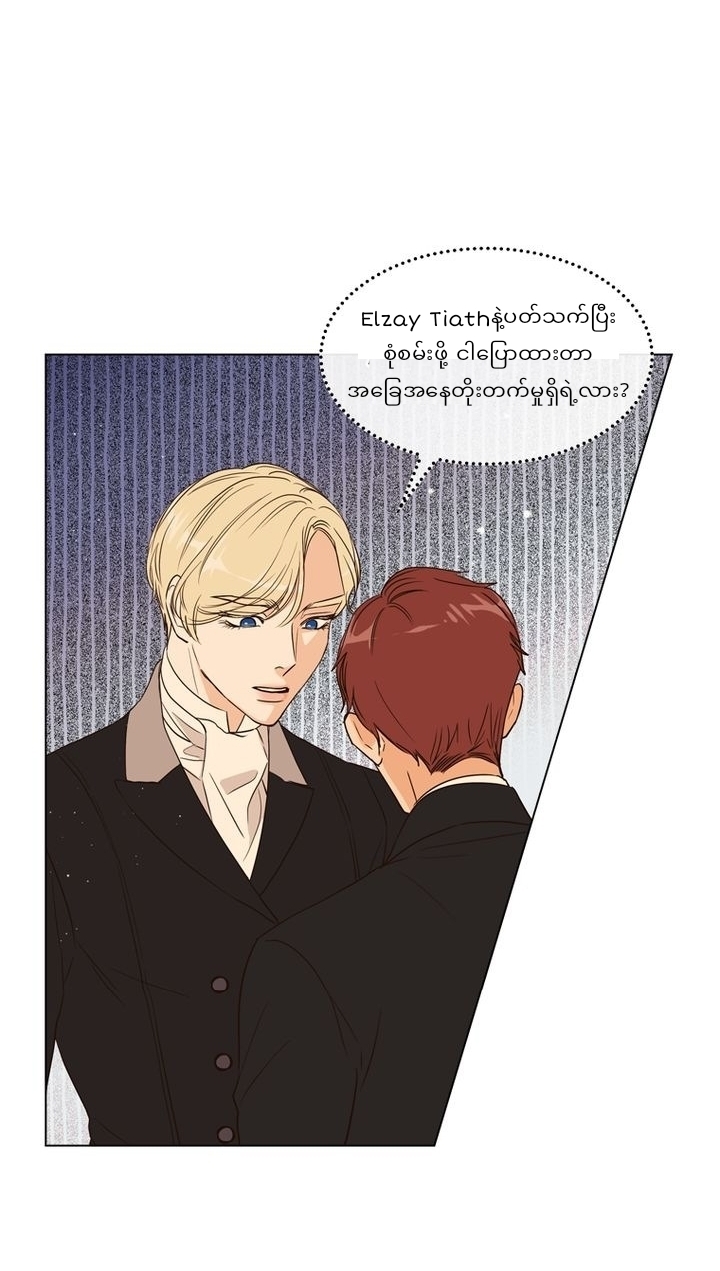 Elzay Tiathနဲ့ပတ်သက်ပြီး
စုံစမ်းဖို့ ငါပြောထားတာ
အခြေအနေတိုးတက်မှုရှိရဲ့လား?